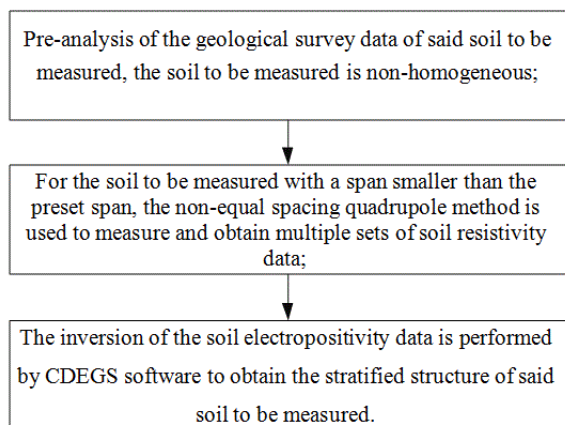 Pre-analysis of the geological survey data of said soil to be
measured, the soil to be measured is non-homogeneous;
For the soil to be measured with a span smaller than the
preset span, the non-equal spacing quadrupole method is
used to measure and obtain multiple sets of soil resistivity
data;
The inversion of the soil electropositivity data is performed
by CDEGS software to obtain the stratified structure of said
soil to be measured.